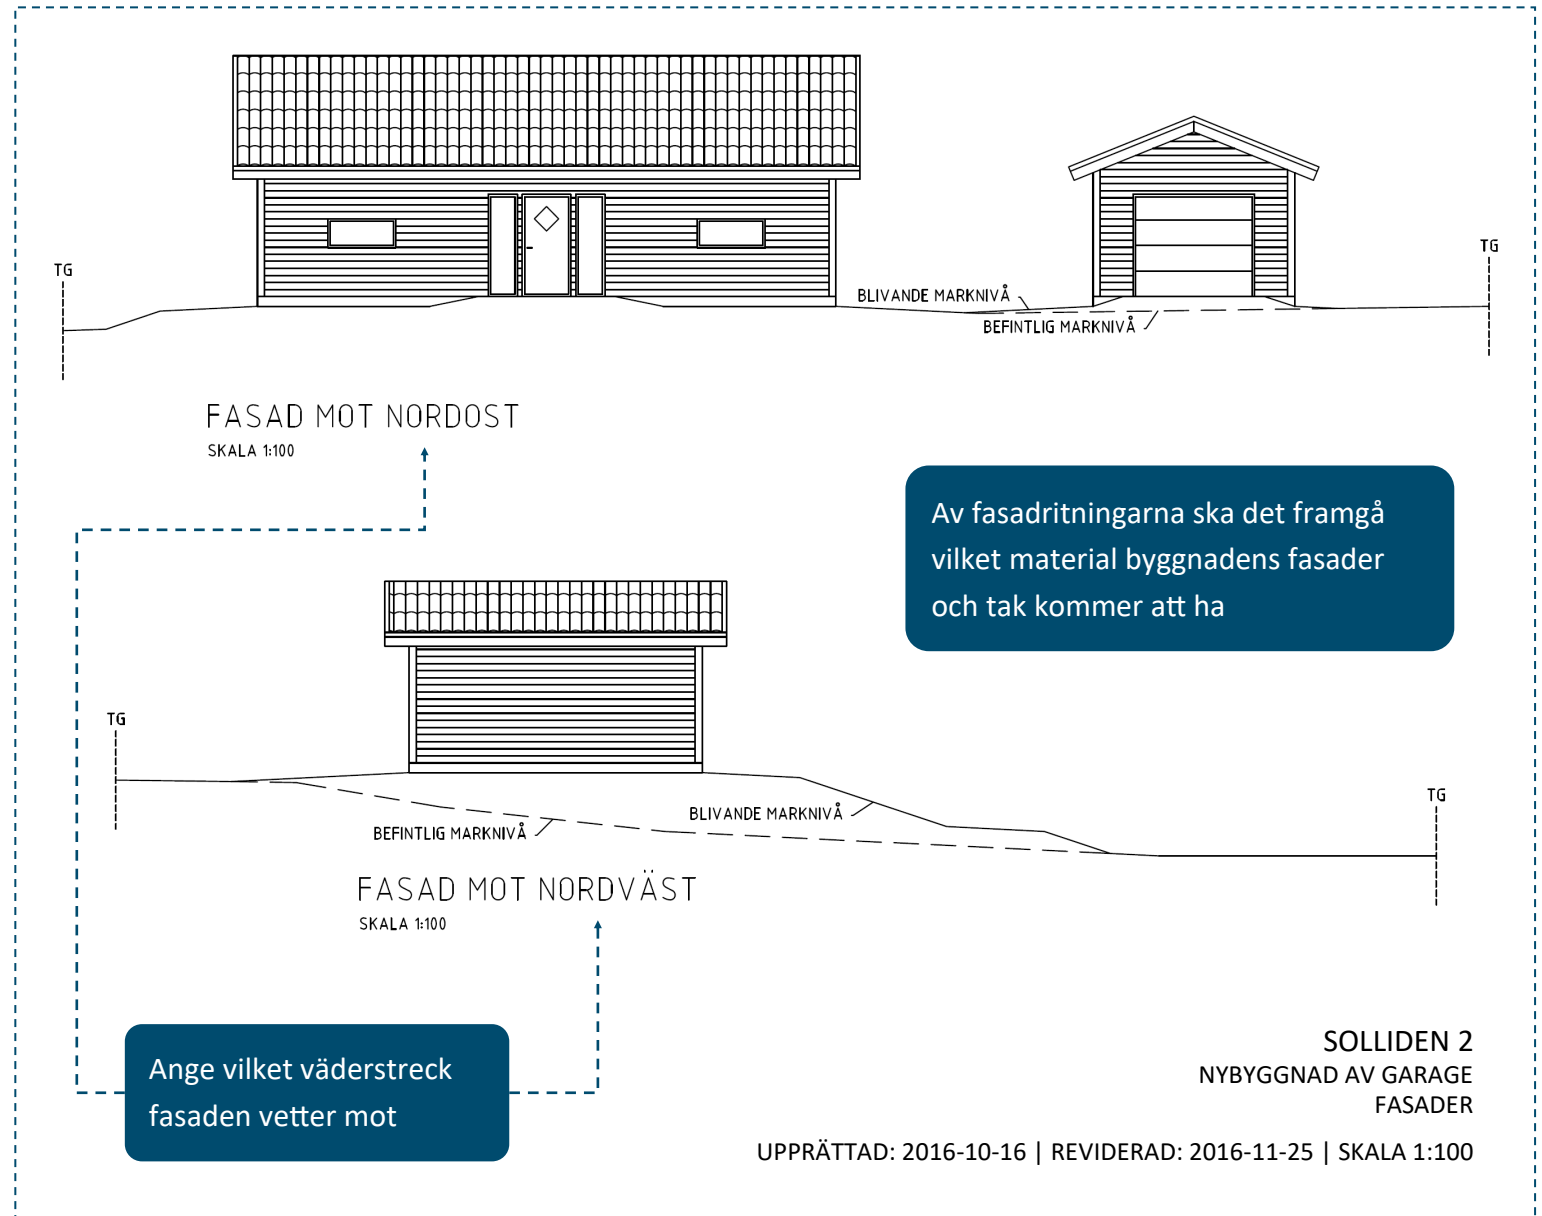 TG
TG
BLIVANDE MARKNIVÅ
BEFINTLIG MARKNIVÅ
FASAD MOT NORDOST
SKALA 1:100
Av fasadritningarna ska det framgå
vilket material byggnadens fasader
och tak kommer att ha
TG
TG
BLIVANDE MARKNIVÅ
BEFINTLIG MARKNIVÅ
FASAD MOT NORDVÄST
SKALA 1:100
Ange vilket väderstreck
fasaden vetter mot
SOLLIDEN 2
NYBYGGNAD AV GARAGE
FASADER
UPPRÄTTAD: 2016-10-16 | REVIDERAD: 2016-11-25 | SKALA 1:100